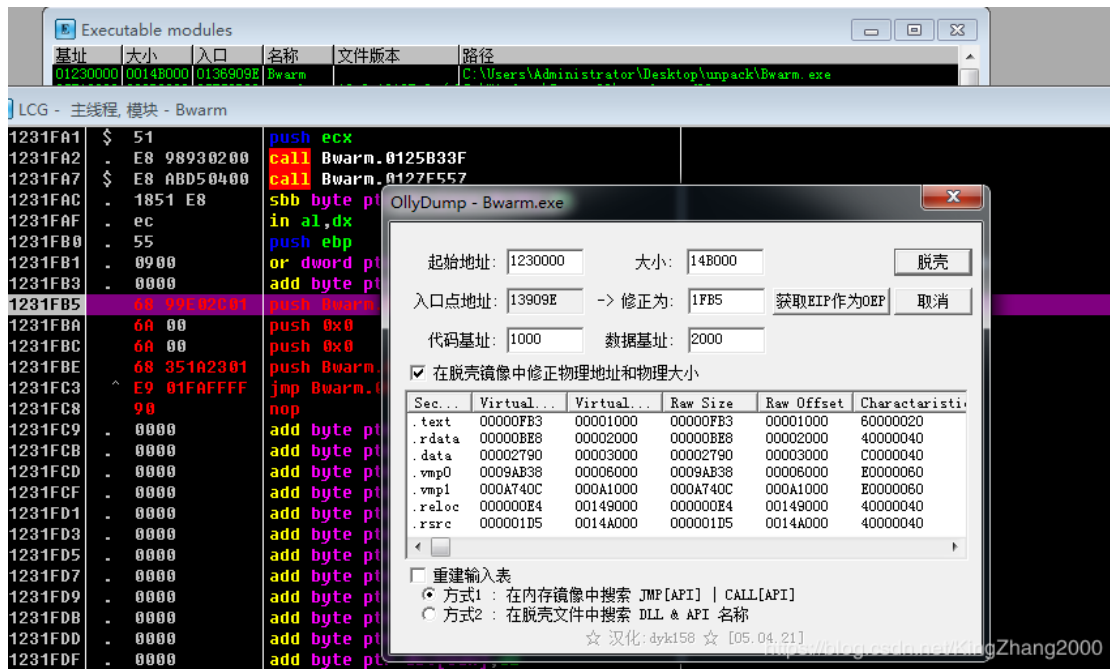 Executable modules
基址 大小 入口 名称 文件版本 路径
01230000 0014B000 0136909E Bwarm C:\Users\Administrator\Desktop\unpack\Bwarm.exe
LCG - 主线程, 模块 - Bwarm
1231FA1 $ 51 push ecx
1231FA2 . E8 98930200 call Bwarm.0125B33F
1231FA7 $ E8 ABD50400 call Bwarm.0127F557
1231FAC . 1851 E8 sbb byte pt
1231FAF . ec in al,dx
1231FB0 . 55 push ebp
1231FB1 . 0900 or dword pt
1231FB3 . 0000 add byte pt
1231FB5 68 99E02C01 push Bwarm
1231FBA 6A 00 push 0x0
1231FBC 6A 00 push 0x0
1231FBE 68 351A2301 push Bwarm.
1231FC3 ^ E9 01FAFFFF jmp Bwarm.
1231FC8 90 nop
1231FC9 . 0000 add byte pt
1231FCB . 0000 add byte pt
1231FCD . 0000 add byte pt
1231FCF . 0000 add byte pt
1231FD1 . 0000 add byte pt
1231FD3 . 0000 add byte pt
1231FD5 . 0000 add byte pt
1231FD7 . 0000 add byte pt
1231FD9 . 0000 add byte pt
1231FDB . 0000 add byte pt
1231FDD . 0000 add byte pt
1231FDF . 0000 add byte pt
OllyDump - Bwarm.exe
起始地址: 1230000 大小: 14B000 脱壳
入口点地址: 13909E -> 修正为: 1FB5 获取EIP作为OEP 取消
代码基址: 1000 数据基址: 2000
在脱壳镜像中修正物理地址和物理大小
Sec... Virtual... Virtual... Raw Size Raw Offset Charactaristi
.text 00000FB3 00001000 00000FB3 00001000 60000020
.rdata 00000BE8 00002000 00000BE8 00002000 40000040
.data 00002790 00003000 00002790 00003000 C0000040
.vmp0 0009AB38 00006000 0009AB38 00006000 E0000060
.vmp1 000A740C 000A1000 000A740C 000A1000 E0000060
.reloc 000000E4 00149000 000000E4 00149000 40000040
.rsrc 000001D5 0014A000 000001D5 0014A000 40000040
重建输入表
方式1 : 在内存镜像中搜索 JMP[API] | CALL[API]
方式2 : 在脱壳文件中搜索 DLL & API 名称
☆ 汉化:dyk158 ☆ [05.04.21]
https://blog.csdn.net/KingZhang2000